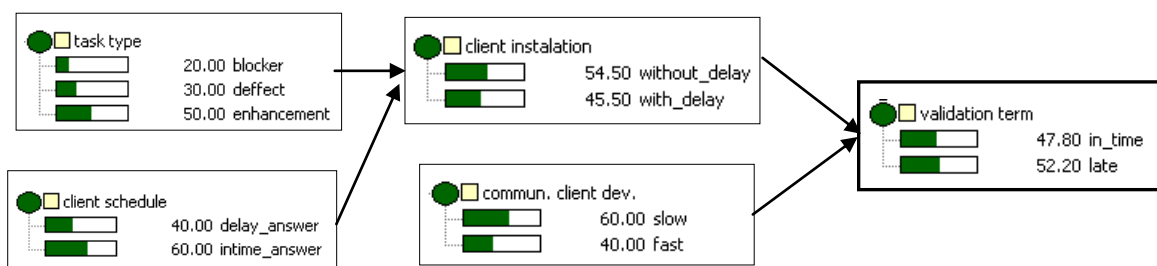 task type
20.00 blocker
30.00 deffect
50.00 enhancement
client schedule
40.00 delay_answer
60.00 intime_answer
client instalation
54.50 without_delay
45.50 with_delay
commun. client dev.
60.00 slow
40.00 fast
validation term
47.80 in_time
52.20 late